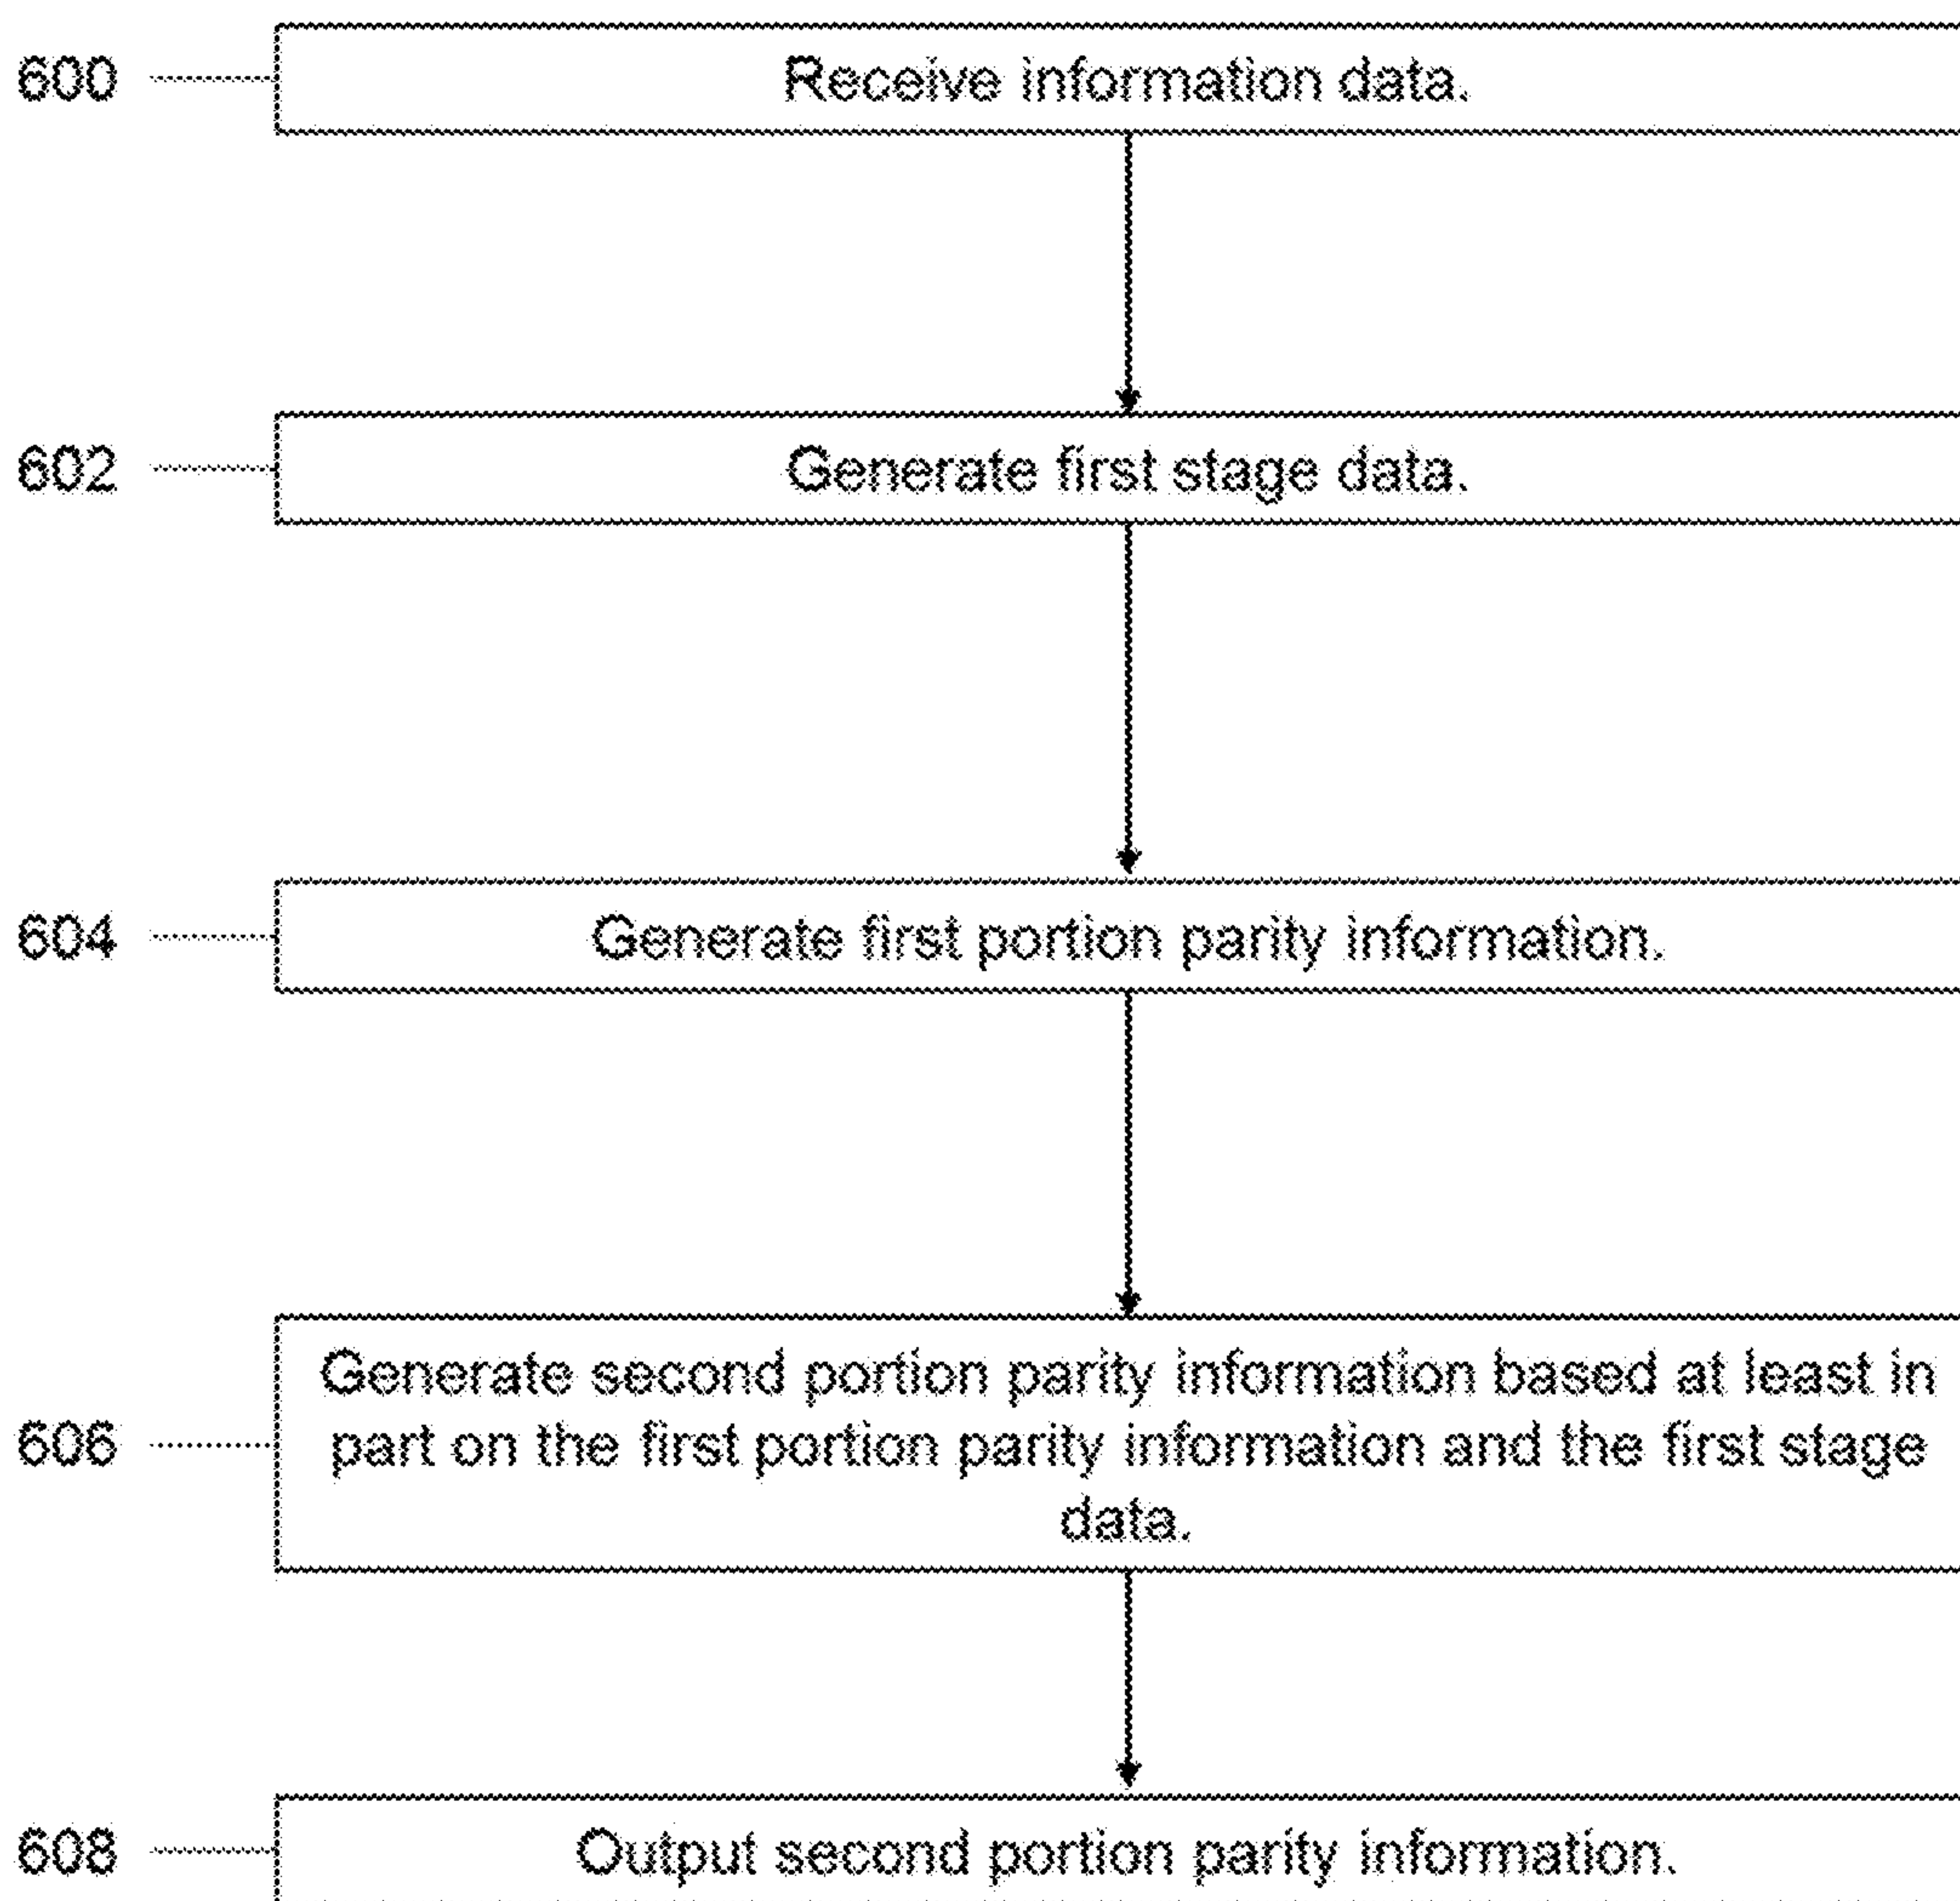 600 Receive information data.
602 Generate first stage data.
604 Generate first portion parity information.
Generate second portion parity information based at least in
606 part on the first portion parity information and the first stage
data.
608 Output second portion parity information.